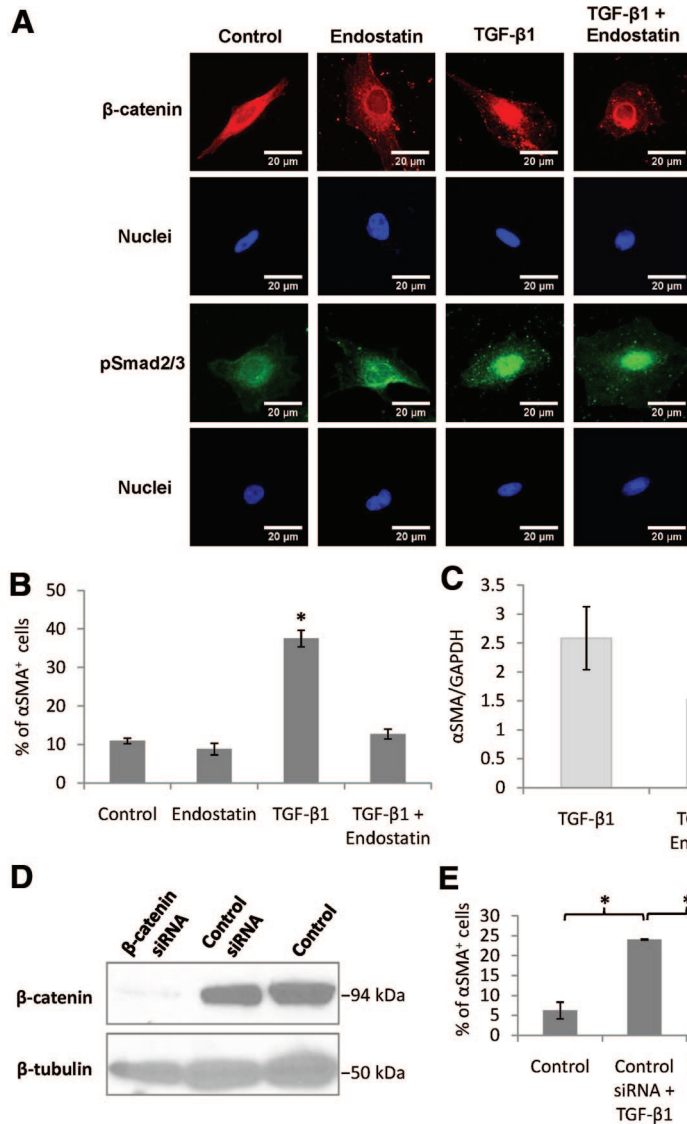 A
Control
Endostatin
TGF-β1
TGF-β1 +
Endostatin
β-catenin
20 µm
20 µm
20 µm
20 µm
Nuclei
20 µm
20 µm
20 µm
20 µm
pSmad2/3
20 µm
20 µm
20 µm
20 µm
Nuclei
20 µm
20 µm
20 µm
20 µm
B
% of αSMA⁺ cells
50
40
30
20
10
0
*
Control
Endostatin
TGF-β1
TGF-β1 +
Endostatin
C
αSMA/GAPDH
3.5
3
2.5
2
1.5
1
0.5
0
TGF-β1
D
β-catenin
siRNA
Control
siRNA
Control
β-catenin
–94 kDa
β-tubulin
–50 kDa
E
% of αSMA⁺ cells
30
25
20
15
10
5
0
*
*
Control
Control
siRNA +
TGF-β1